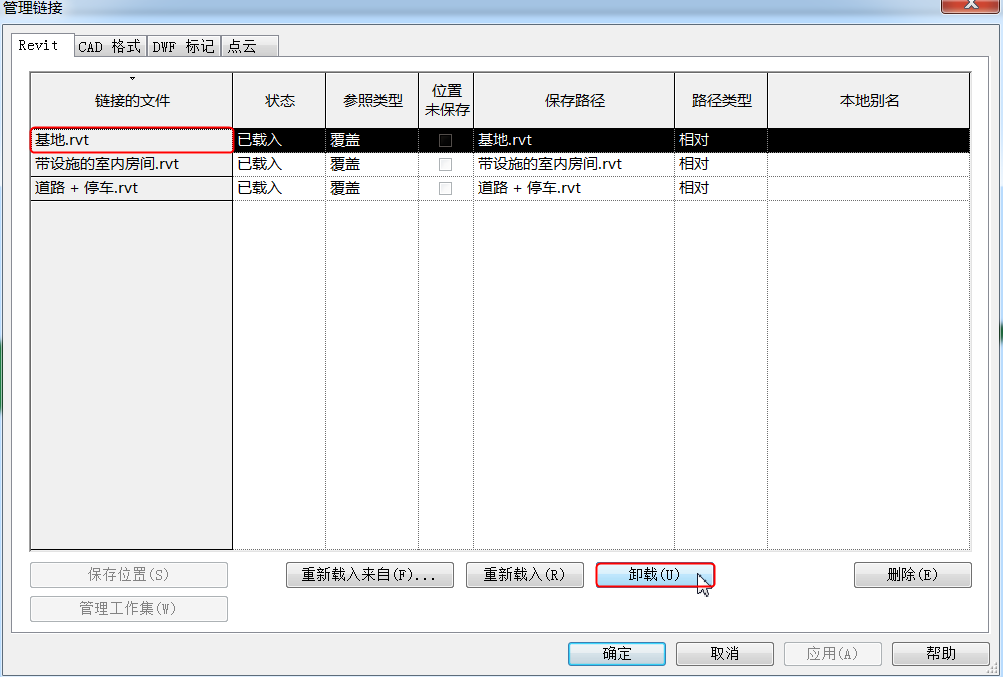 管理链接
Revit CAD 格式 DWF 标记 点云
链接的文件 状态 参照类型 位置未保存 保存路径 路径类型 本地别名
基地.rvt 已载入 覆盖 基地.rvt 相对
带设施的室内房间.rvt 已载入 覆盖 带设施的室内房间.rvt 相对
道路 + 停车.rvt 已载入 覆盖 道路 + 停车.rvt 相对
保存位置(S) 重新载入来自(F)... 重新载入(R) 卸载(U) 删除(E)
管理工作集(W)
确定 取消 应用(A) 帮助